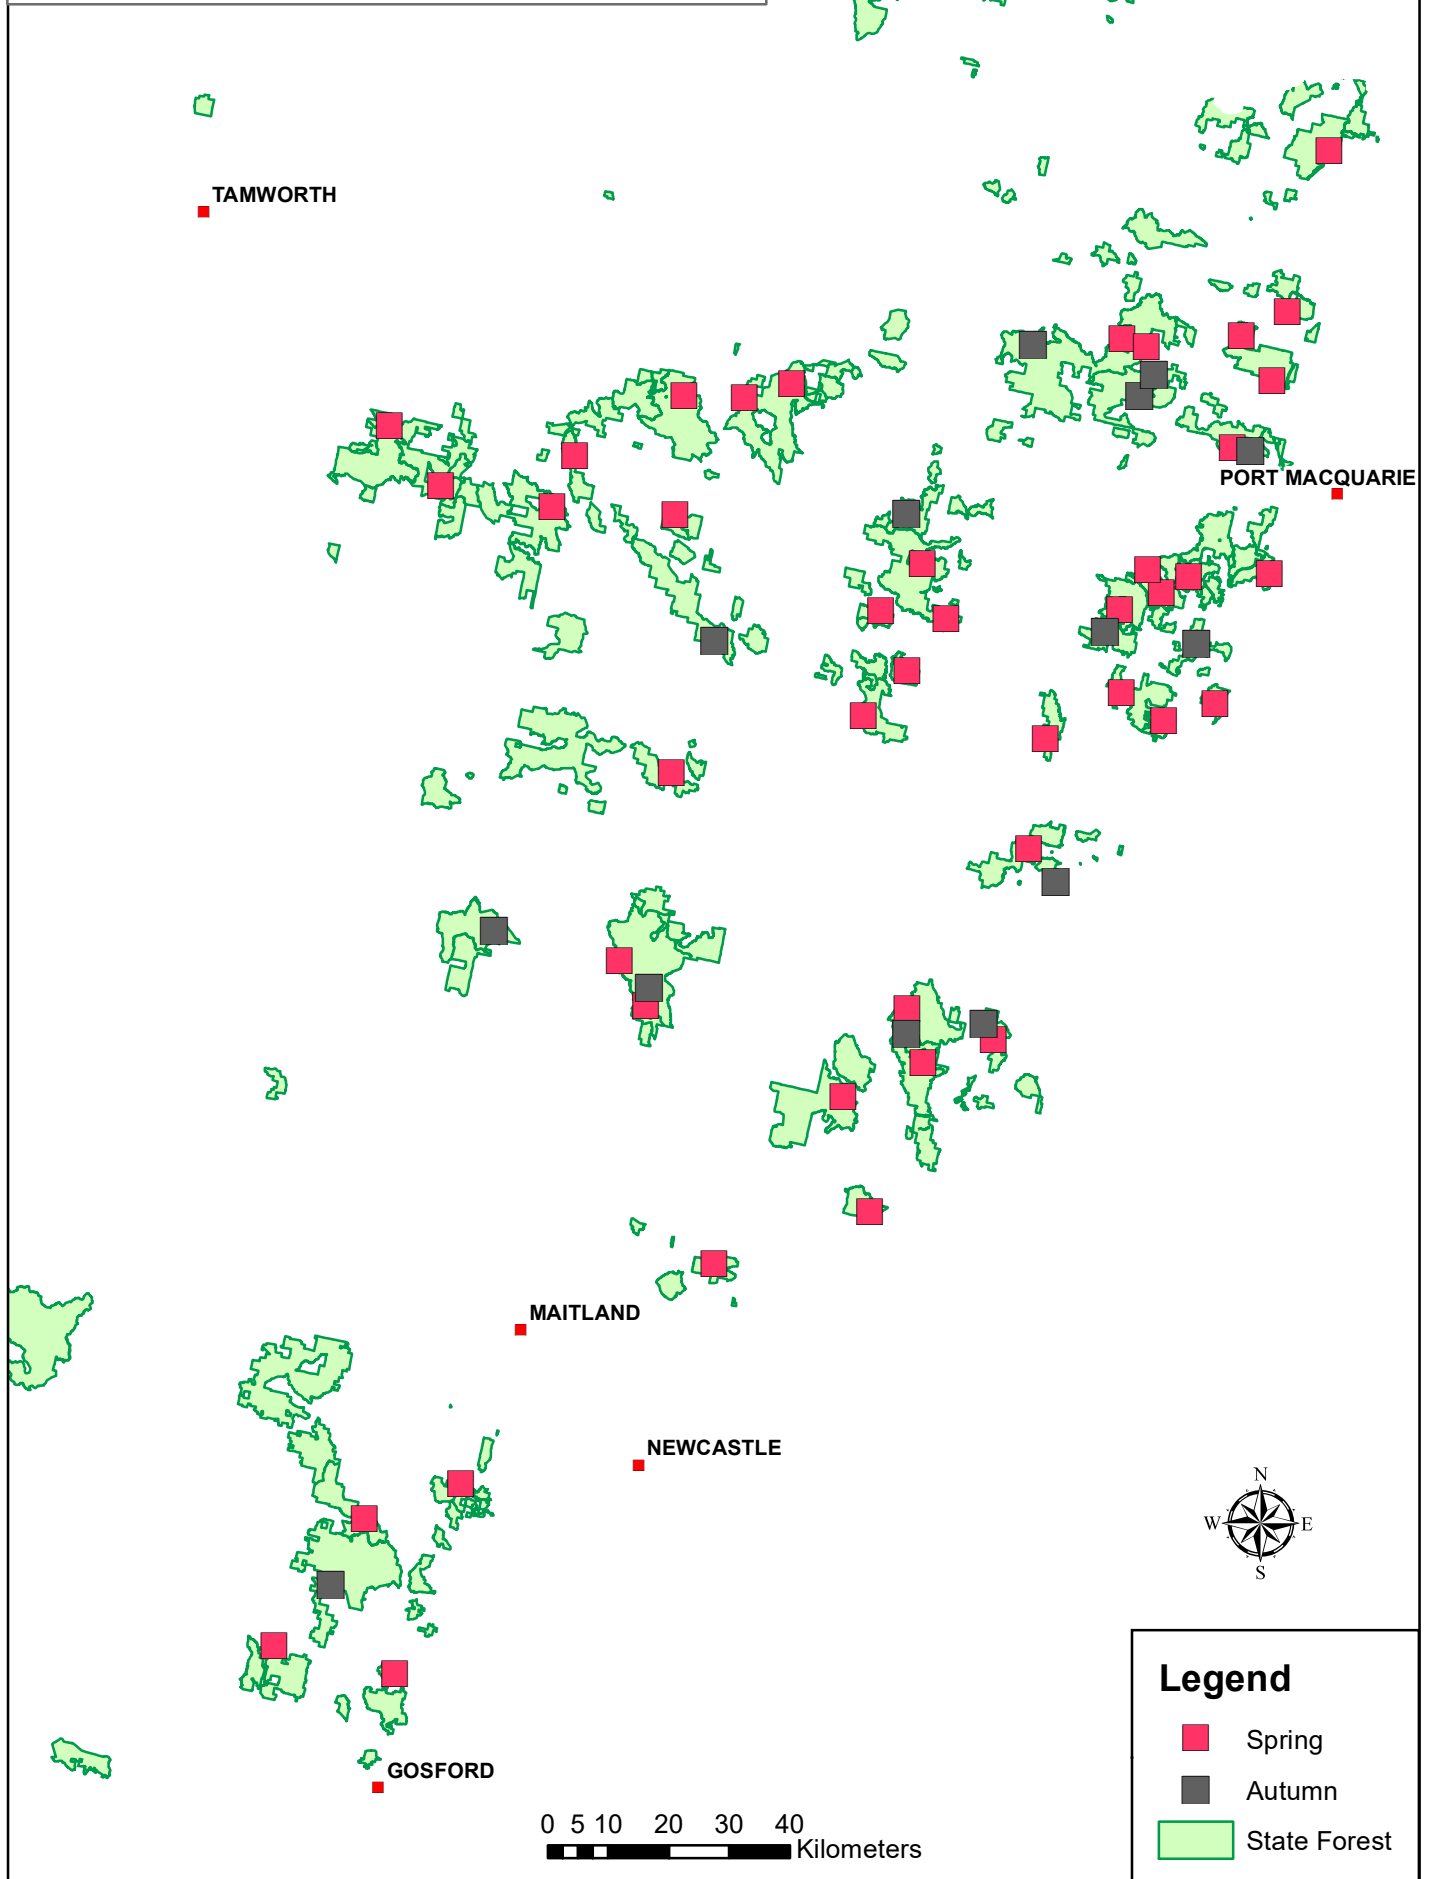 TAMWORTH
PORT MACQUARIE
MAITLAND
NEWCASTLE
N
W E
S
Legend
Spring
GOSFORD
Autumn
0 5 10 20 30 40
Kilometers
State Forest